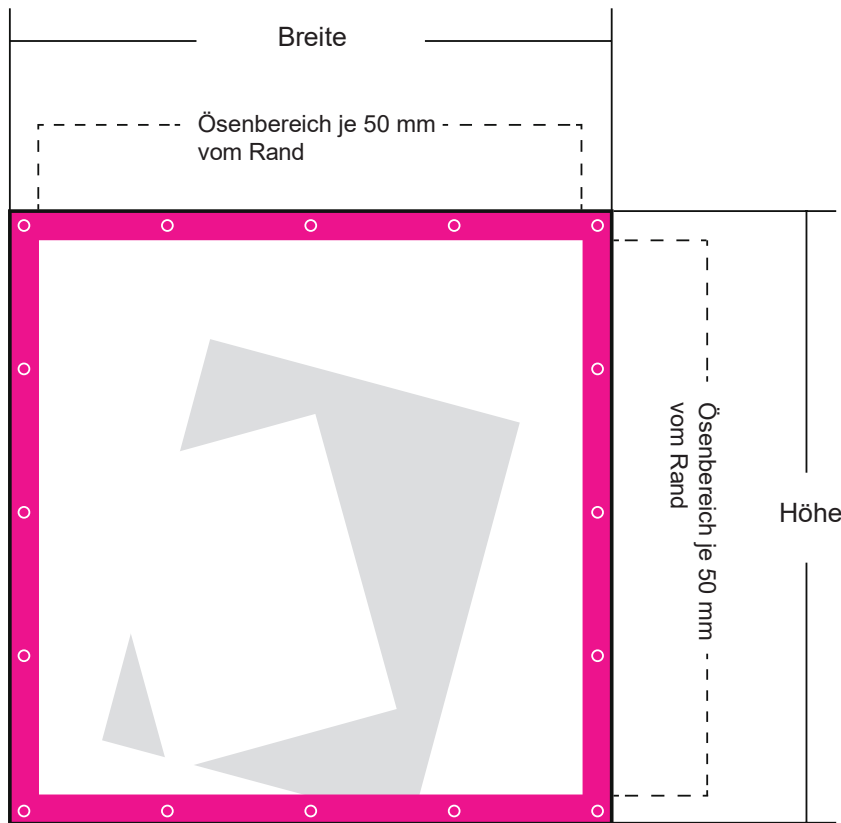 Breite
Ösenbereich je 50 mm
vom Rand
Ösenbereich je 50 mm
vom Rand
Höhe